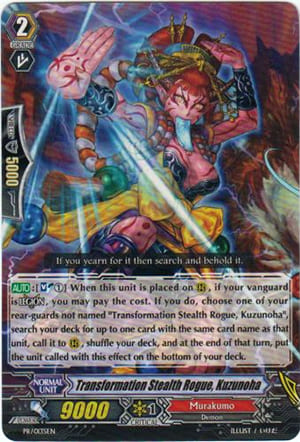 2
GRADE
5000
If you yearn for it then search and behold it.
AUTO : [V] 1 When this unit is placed on R, if your vanguard
is LEGION, you may pay the cost. If you do, choose one of your
rear-guards not named "Transformation Stealth Rogue, Kuzunoha",
search your deck for up to one card with the same card name as that
unit, call it to R, shuffle your deck, and at the end of that turn, put
the unit called with this effect on the bottom of your deck.
NORMAL
UNIT
Transformation Stealth Rogue, Kuzunoha
POWER
9000
1
CRITICAL
Murakumo
Demon
PR/0135EN